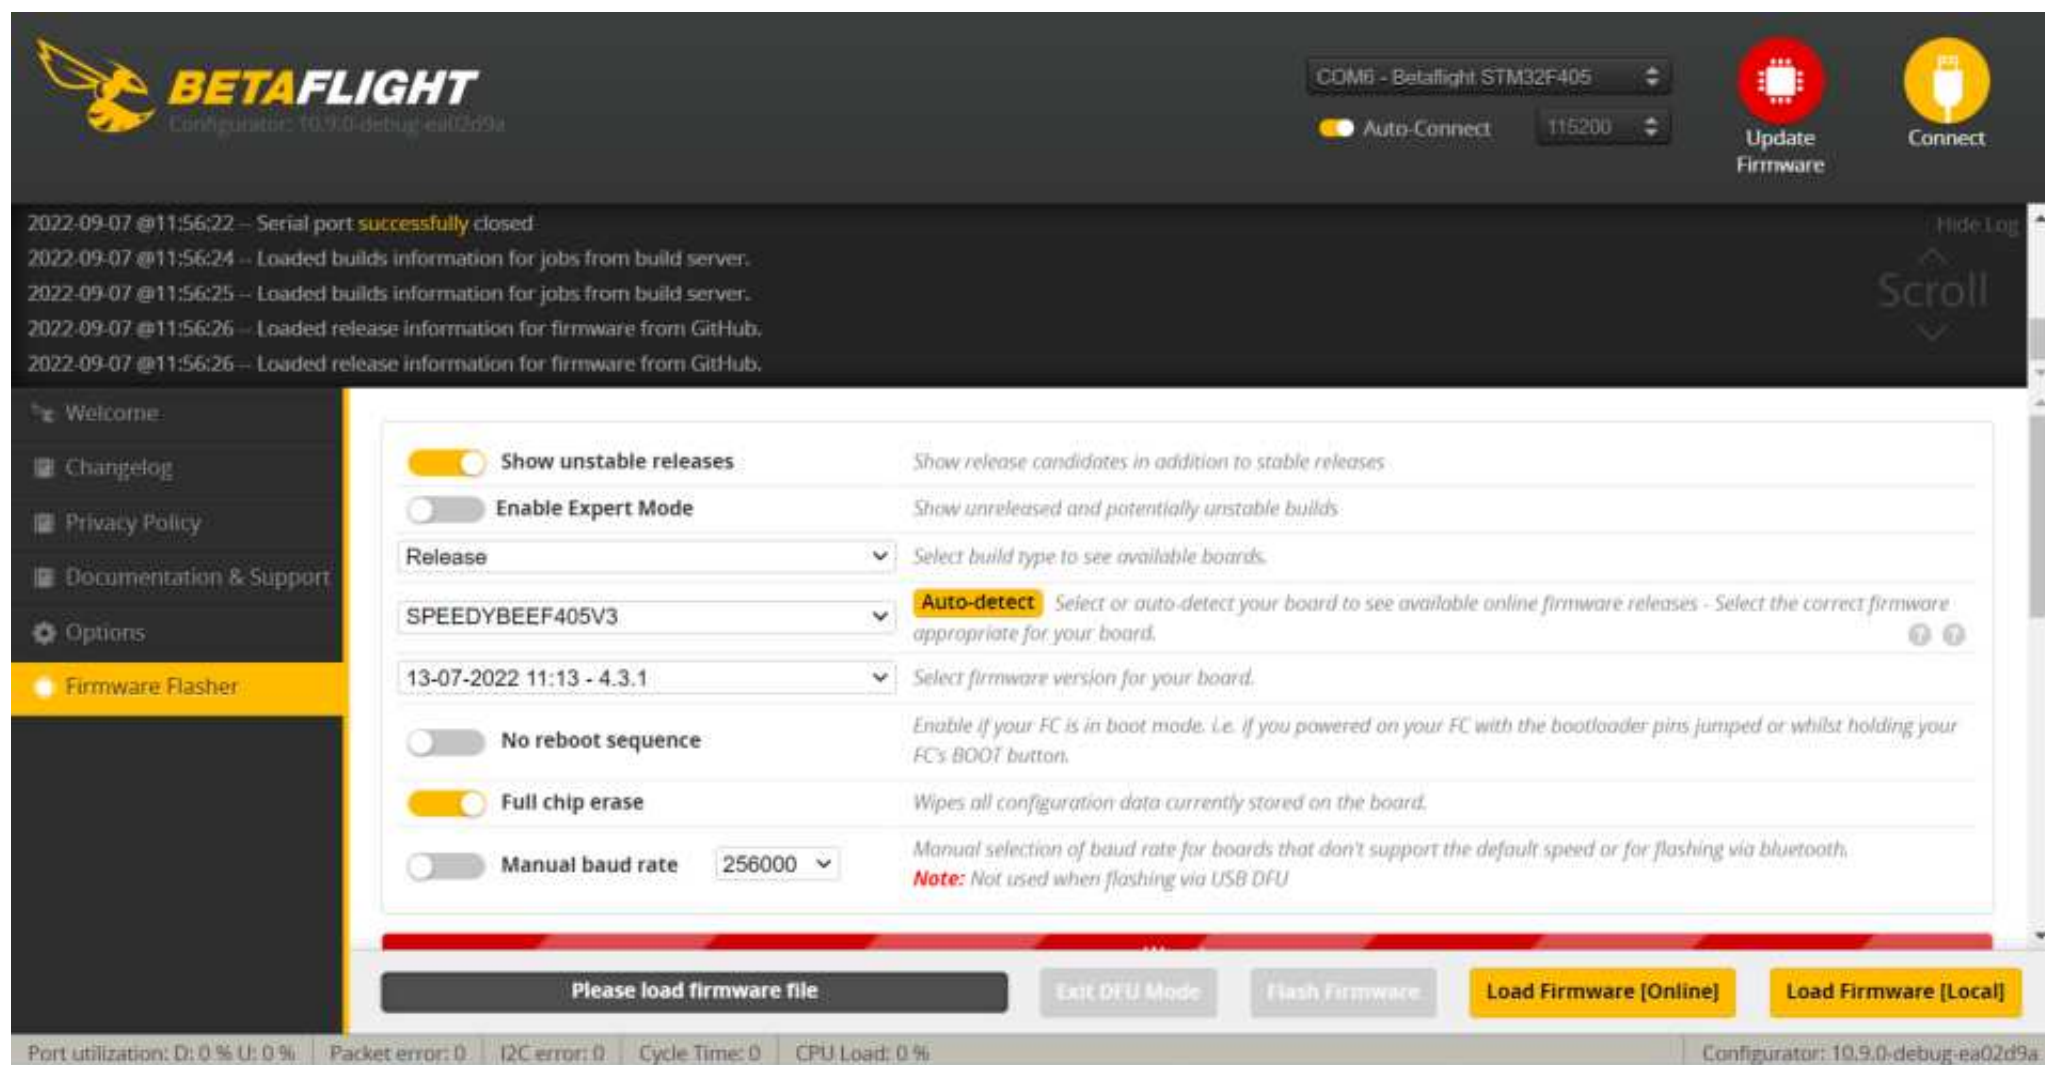 BETAFLIGHT
Configurator: 10.9.0-debug-ea02d9a
COM6 - Betaflight STM32F405
Auto-Connect
115200
Update
Firmware
Connect
2022-09-07 @11:56:22 -- Serial port successfully closed
Hide Log
2022-09-07 @11:56:24 -- Loaded builds information for jobs from build server.
2022-09-07 @11:56:25 -- Loaded builds information for jobs from build server.
Scroll
2022-09-07 @11:56:26 -- Loaded release information for firmware from GitHub.
2022-09-07 @11:56:26 -- Loaded release information for firmware from GitHub.
Welcome
Changelog
Privacy Policy
Documentation & Support
Options
Firmware Flasher
Show unstable releases
Show release candidates in addition to stable releases
Enable Expert Mode
Show unreleased and potentially unstable builds
Release
Select build type to see available boards.
SPEEDYBEEF405V3
Auto-detect Select or auto-detect your board to see available online firmware releases - Select the correct firmware
appropriate for your board.
13-07-2022 11:13 - 4.3.1
Select firmware version for your board.
No reboot sequence
Enable if your FC is in boot mode. i.e. if you powered on your FC with the bootloader pins jumped or whilst holding your
FC's BOOT button.
Full chip erase
Wipes all configuration data currently stored on the board.
Manual baud rate
256000
Manual selection of baud rate for boards that don't support the default speed or for flashing via bluetooth.
Note: Not used when flashing via USB DFU
Please load firmware file
Exit DFU Mode
Flash Firmware
Load Firmware [Online]
Load Firmware [Local]
Port utilization: D: 0 % U: 0 %
Packet error: 0
I2C error: 0
Cycle Time: 0
CPU Load: 0 %
Configurator: 10.9.0-debug-ea02d9a